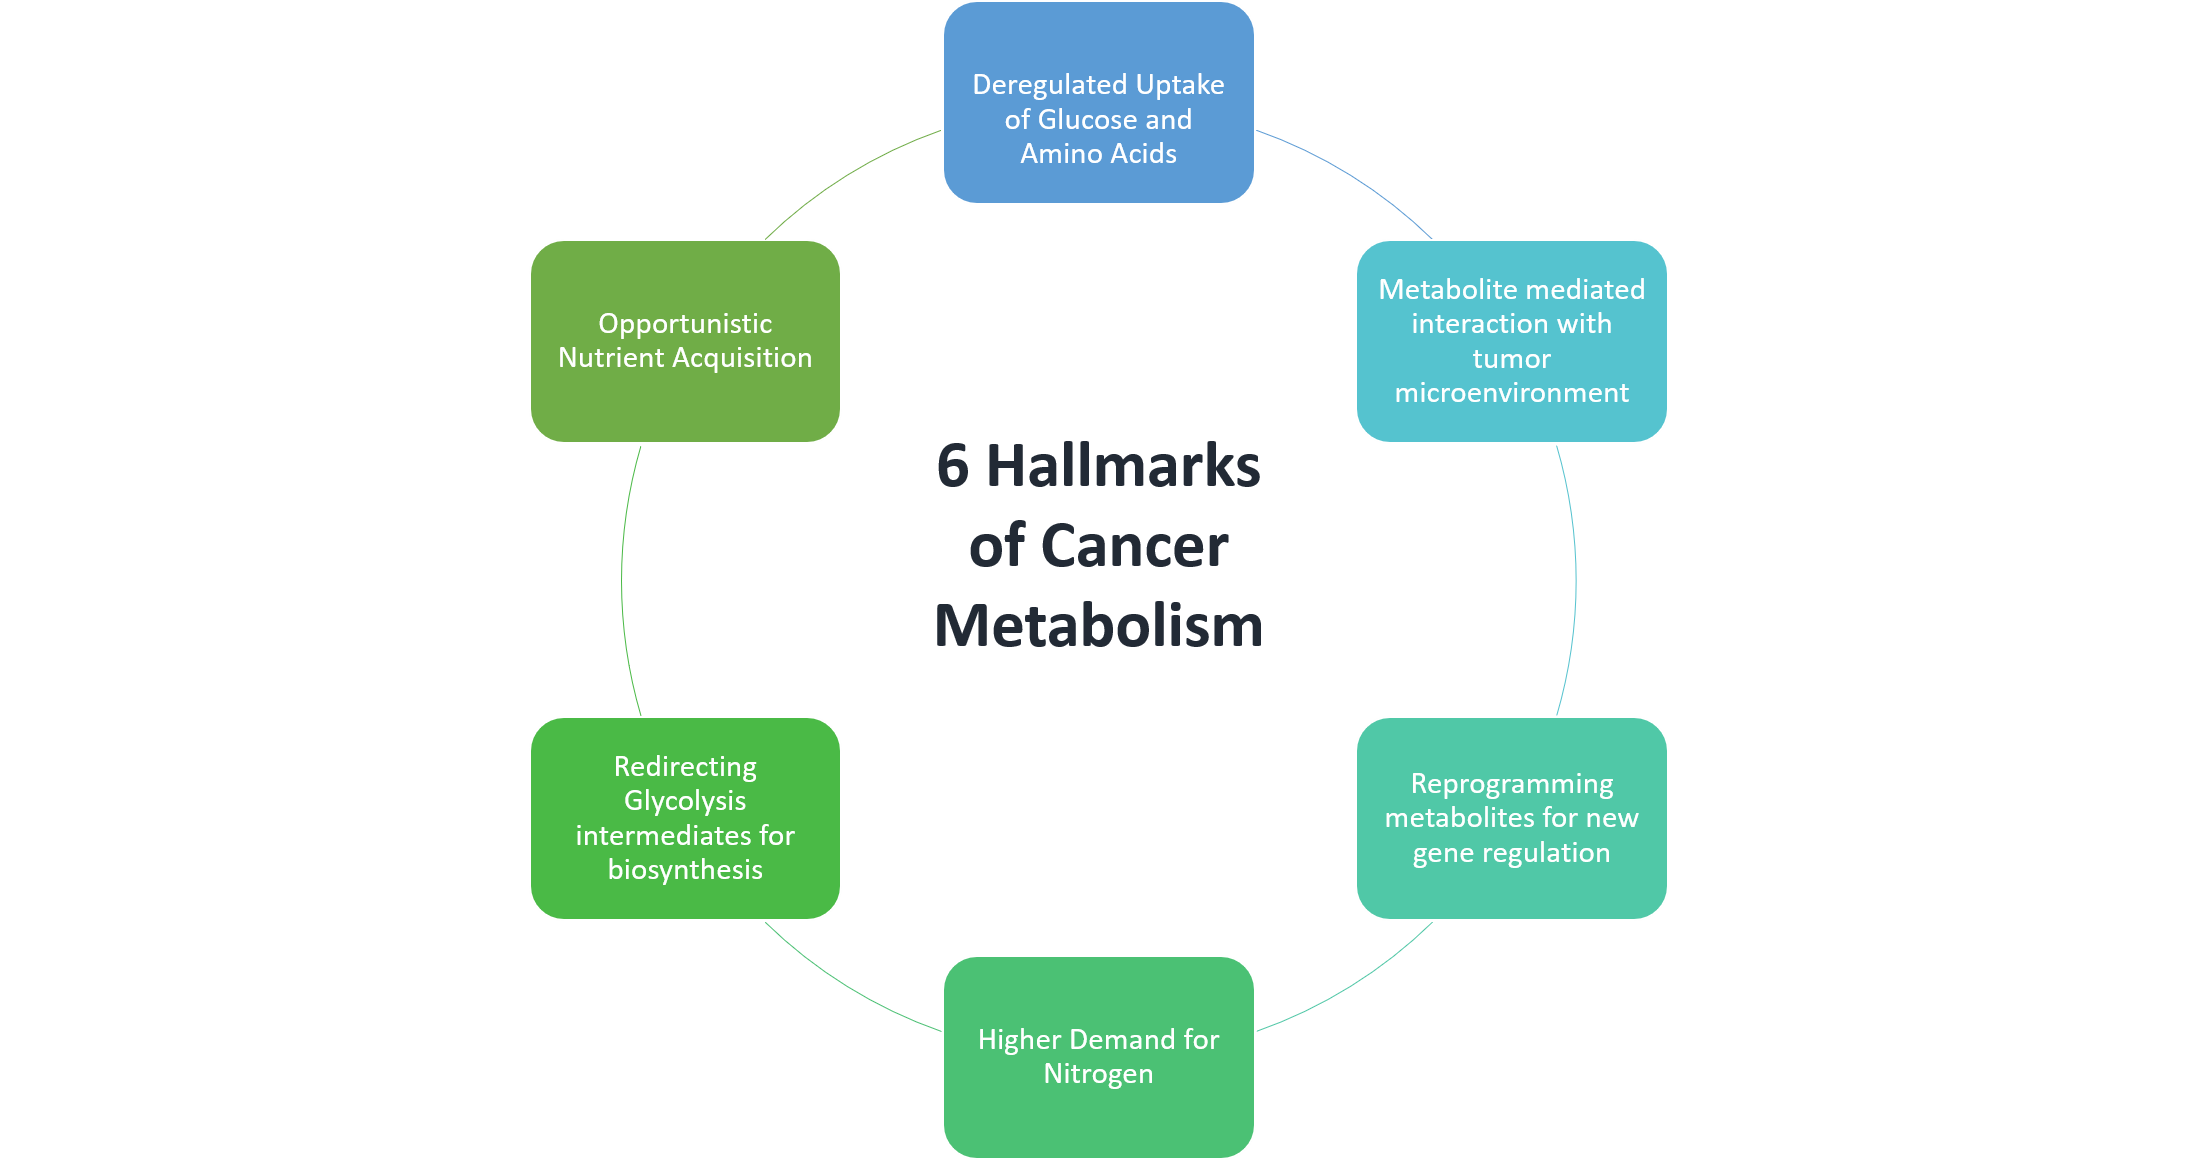 Deregulated Uptake
of Glucose and
Amino Acids
Metabolite mediated
interaction with
tumor
microenvironment
Reprogramming
metabolites for new
gene regulation
Higher Demand for
Nitrogen
Redirecting
Glycolysis
intermediates for
biosynthesis
Opportunistic
Nutrient Acquisition
6 Hallmarks
of Cancer
Metabolism